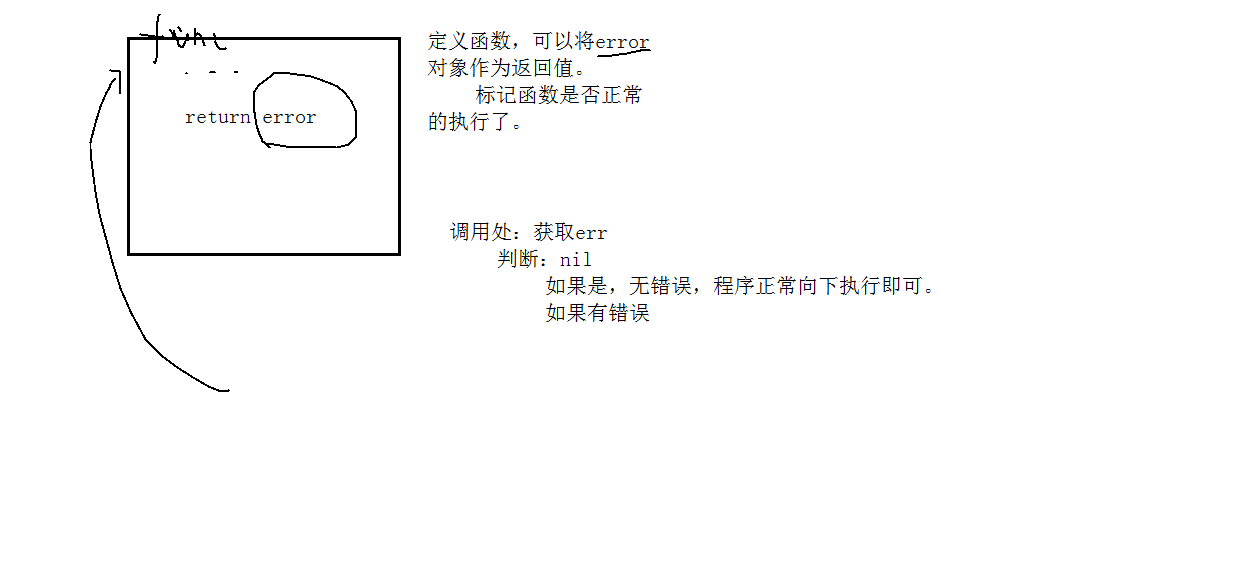 func
. . .
return error
定义函数，可以将error
对象作为返回值。
标记函数是否正常
的执行了。
调用处：获取err
判断：nil
如果是，无错误，程序正常向下执行即可。
如果有错误